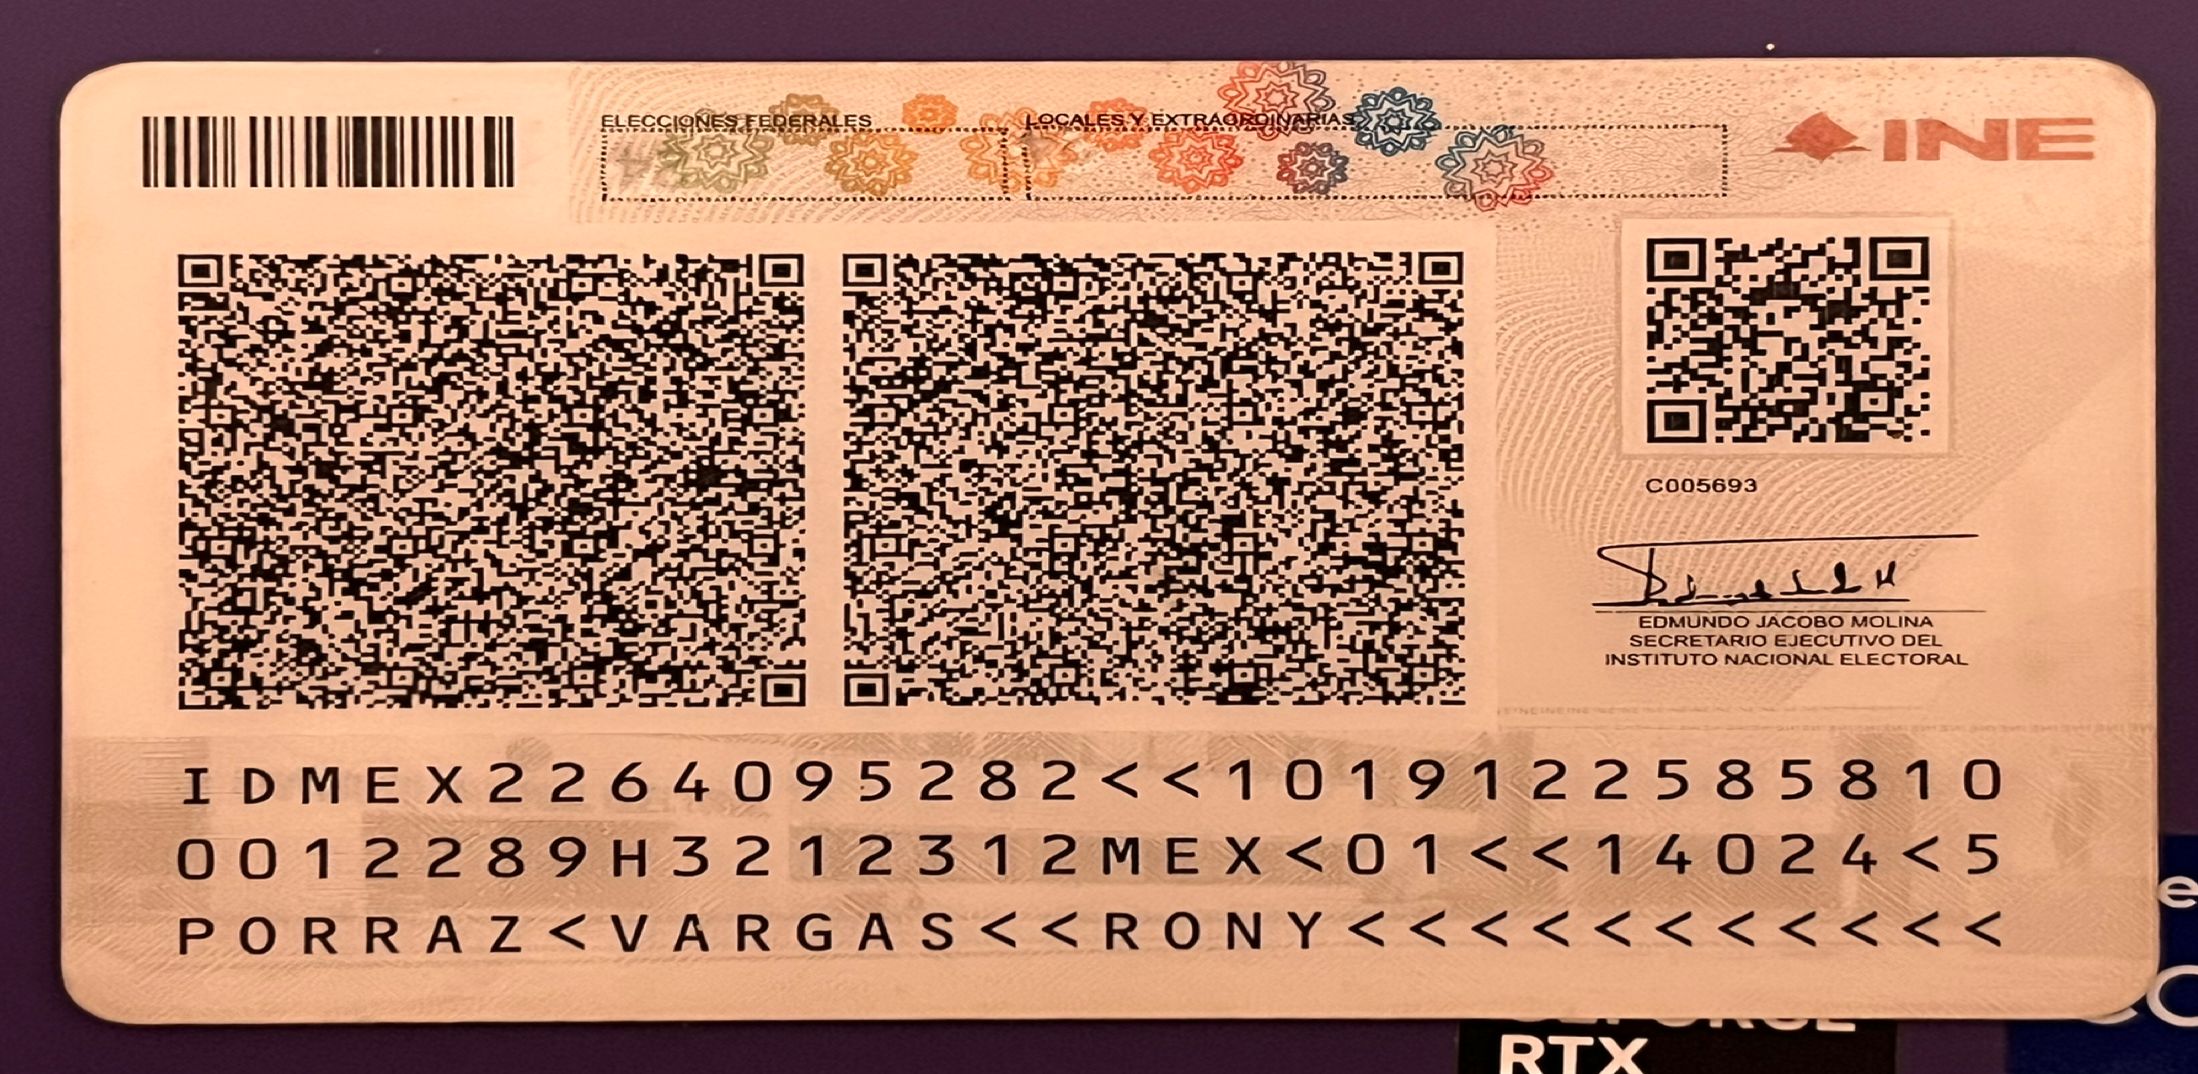 ELECCIONES FEDERALES
LOCALES Y EXTRAORDINARIAS
INE
C005693
EDMUNDO JACOBO MOLINA
SECRETARIO EJECUTIVO DEL
INSTITUTO NACIONAL ELECTORAL
IDMEX2264095282<<1019122585810
0012289H3212312MEX<01<<14024<5
PORRAZ<VARGAS<<RONY<<<<<<<<<<<
RTX